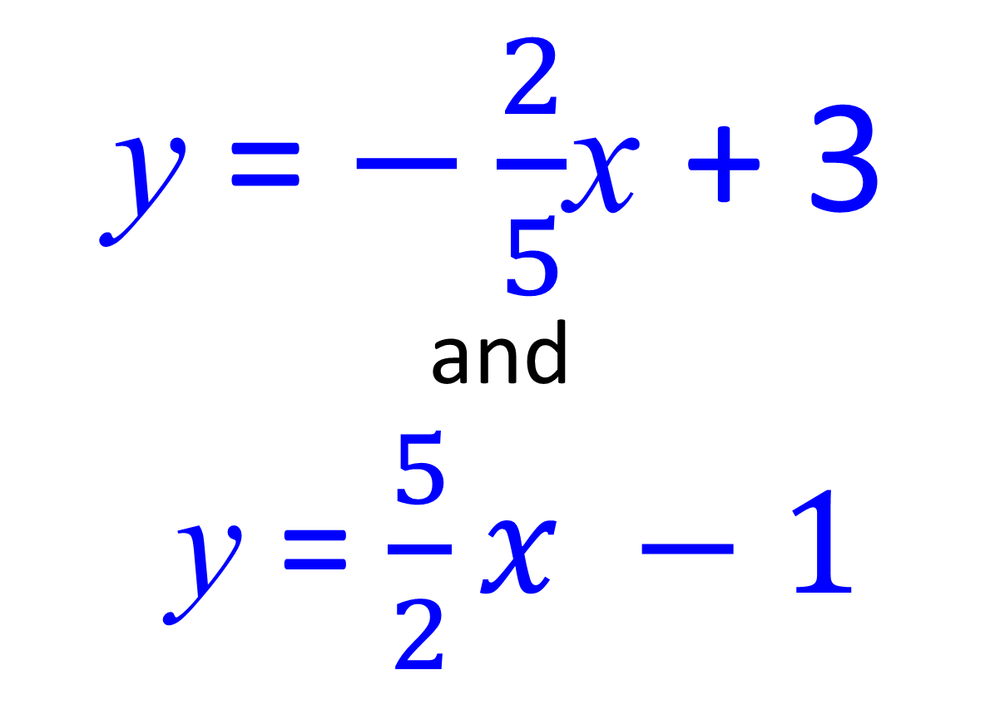 y = − 2/5 x + 3
and
y = 5/2 x − 1